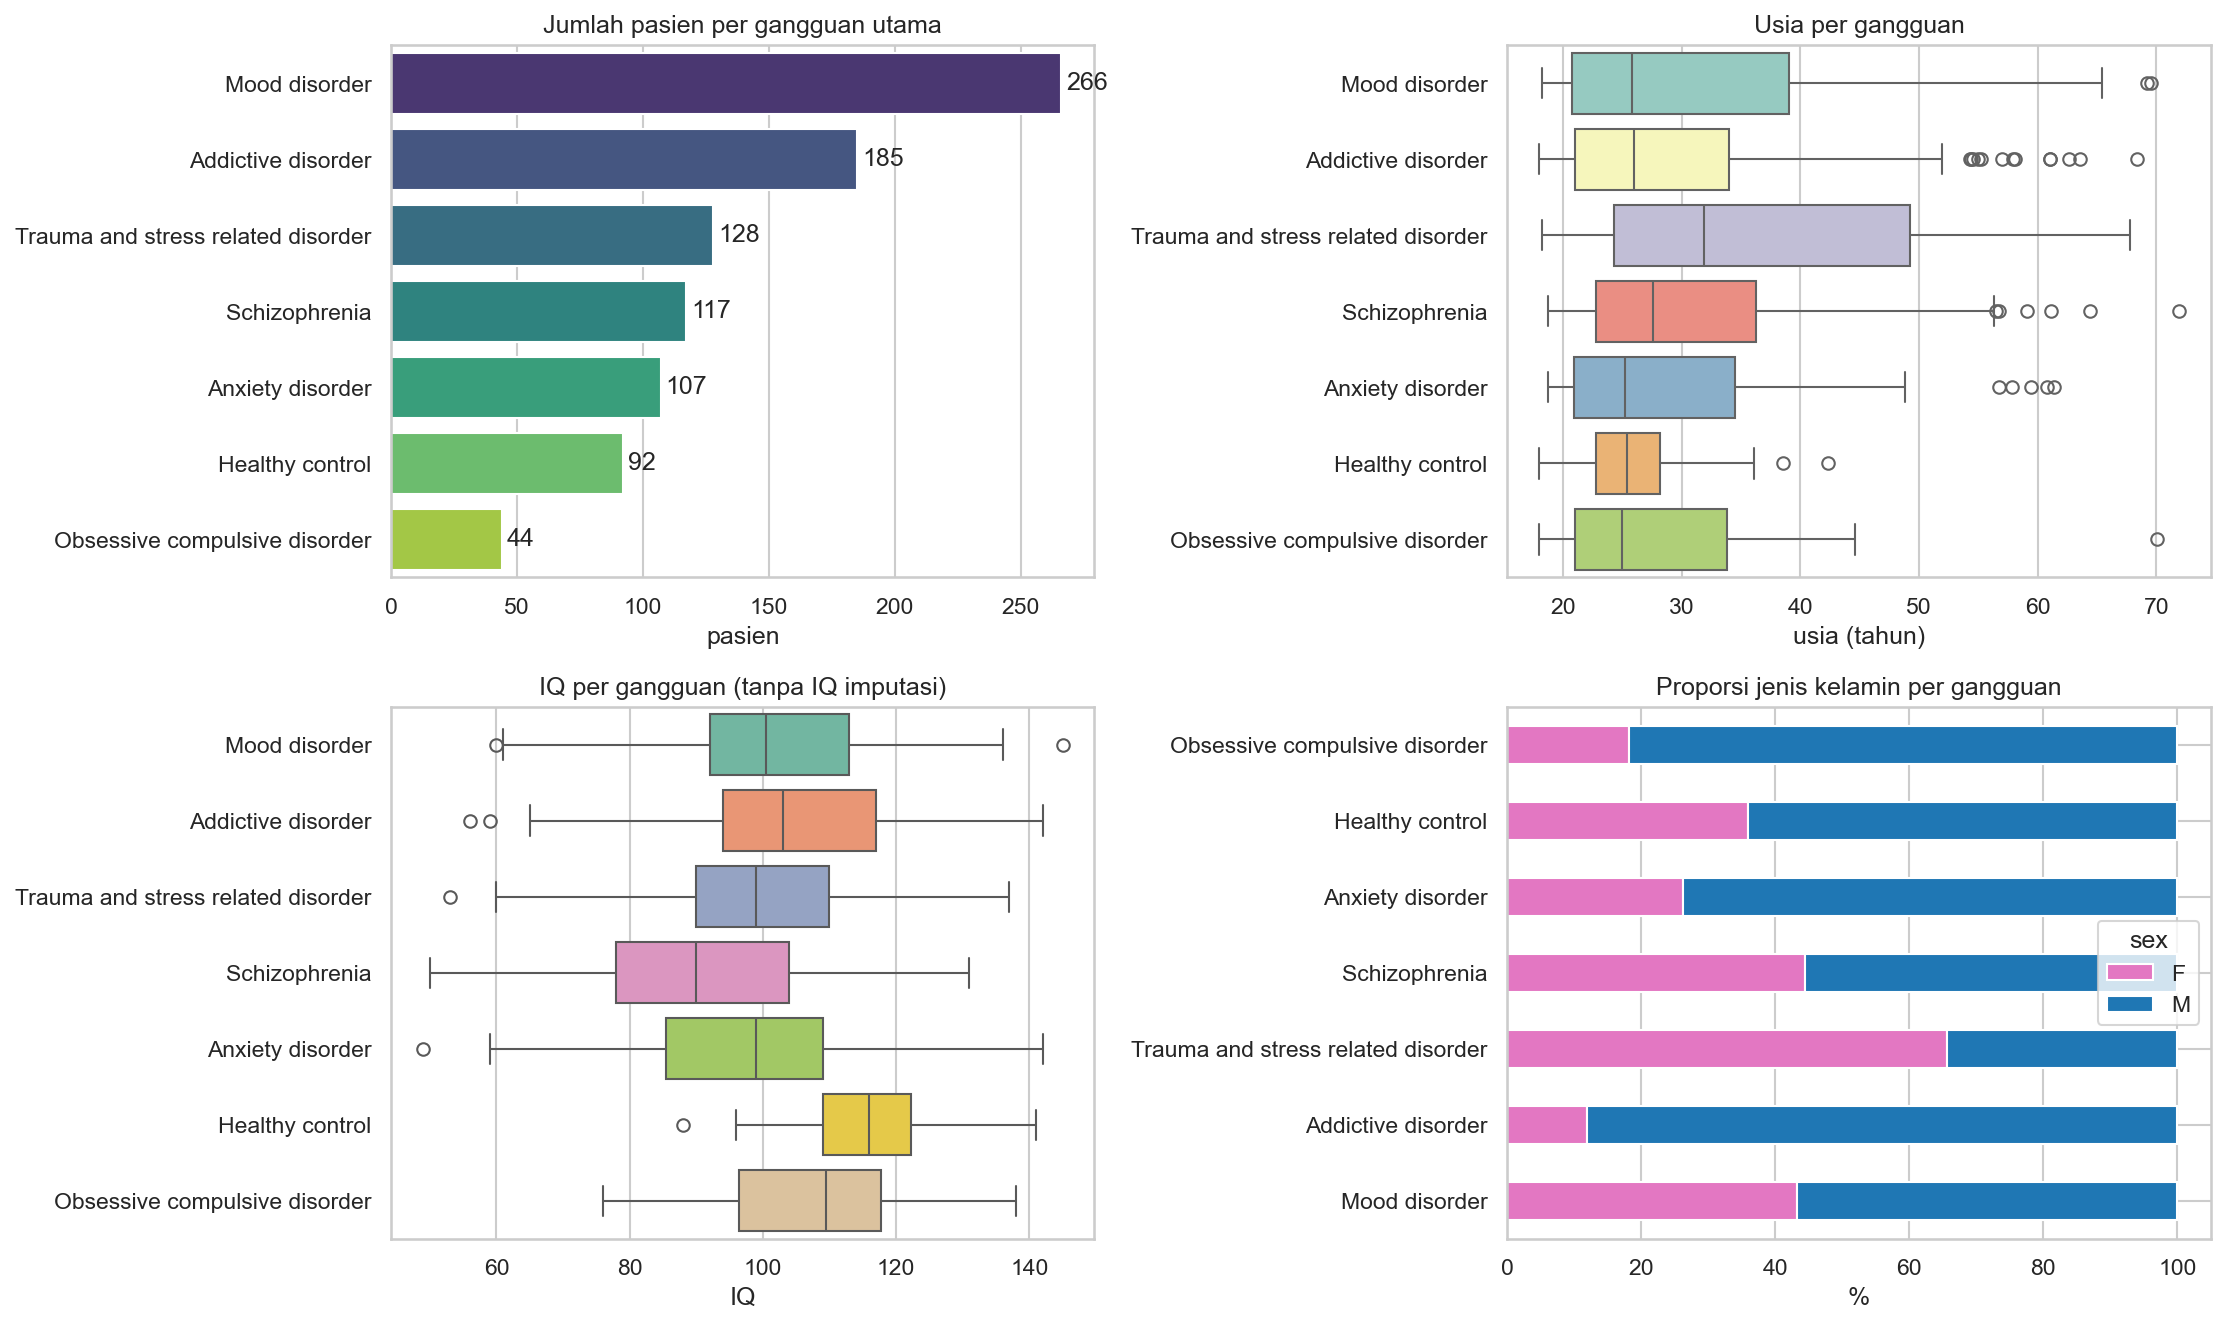 Jumlah pasien per gangguan utama
Mood disorder
266
Addictive disorder
185
Trauma and stress related disorder
128
Schizophrenia
117
Anxiety disorder
107
Healthy control
92
Obsessive compulsive disorder
44
0 50 100 150 200 250
pasien
Usia per gangguan
Mood disorder
Addictive disorder
Trauma and stress related disorder
Schizophrenia
Anxiety disorder
Healthy control
Obsessive compulsive disorder
20 30 40 50 60 70
usia (tahun)
IQ per gangguan (tanpa IQ imputasi)
Mood disorder
Addictive disorder
Trauma and stress related disorder
Schizophrenia
Anxiety disorder
Healthy control
Obsessive compulsive disorder
60 80 100 120 140
IQ
Proporsi jenis kelamin per gangguan
Obsessive compulsive disorder
Healthy control
Anxiety disorder
Schizophrenia
Trauma and stress related disorder
Addictive disorder
Mood disorder
sex
F
M
0 20 40 60 80 100
%